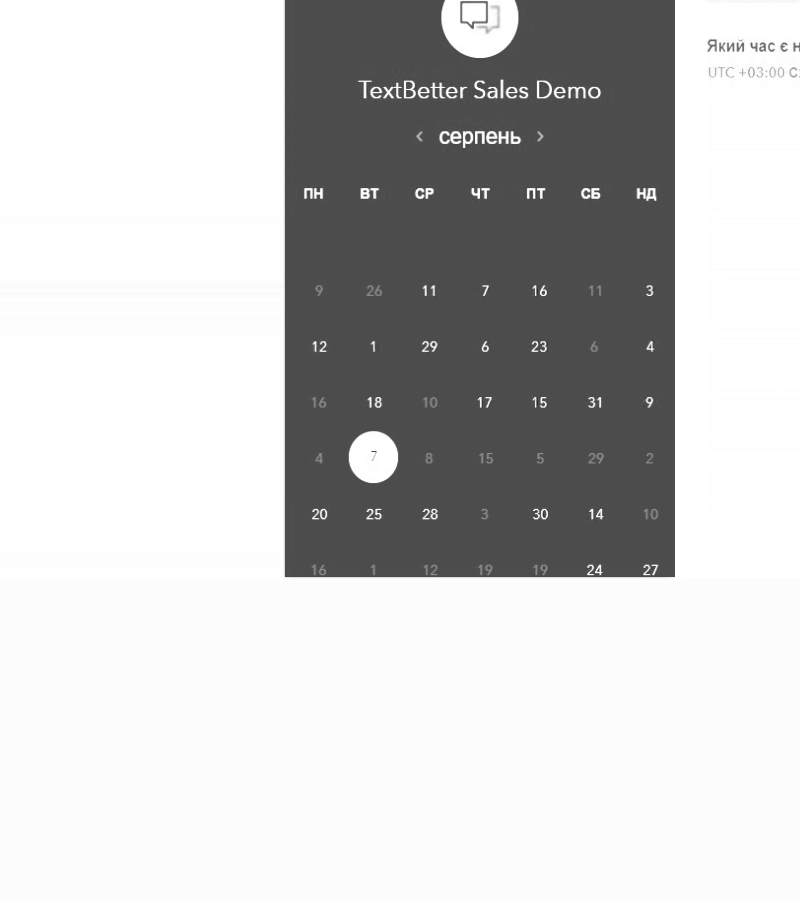 TextBetter Sales Demo
‹ серпень ›
ПН ВТ СР ЧТ ПТ СБ НД
9 26 11 7 16 11 3
12 1 29 6 23 6 4
16 18 10 17 15 31 9
4 7 8 15 5 29 2
20 25 28 3 30 14 10
16 1 12 19 19 24 27
Який час є
UTC +03:00